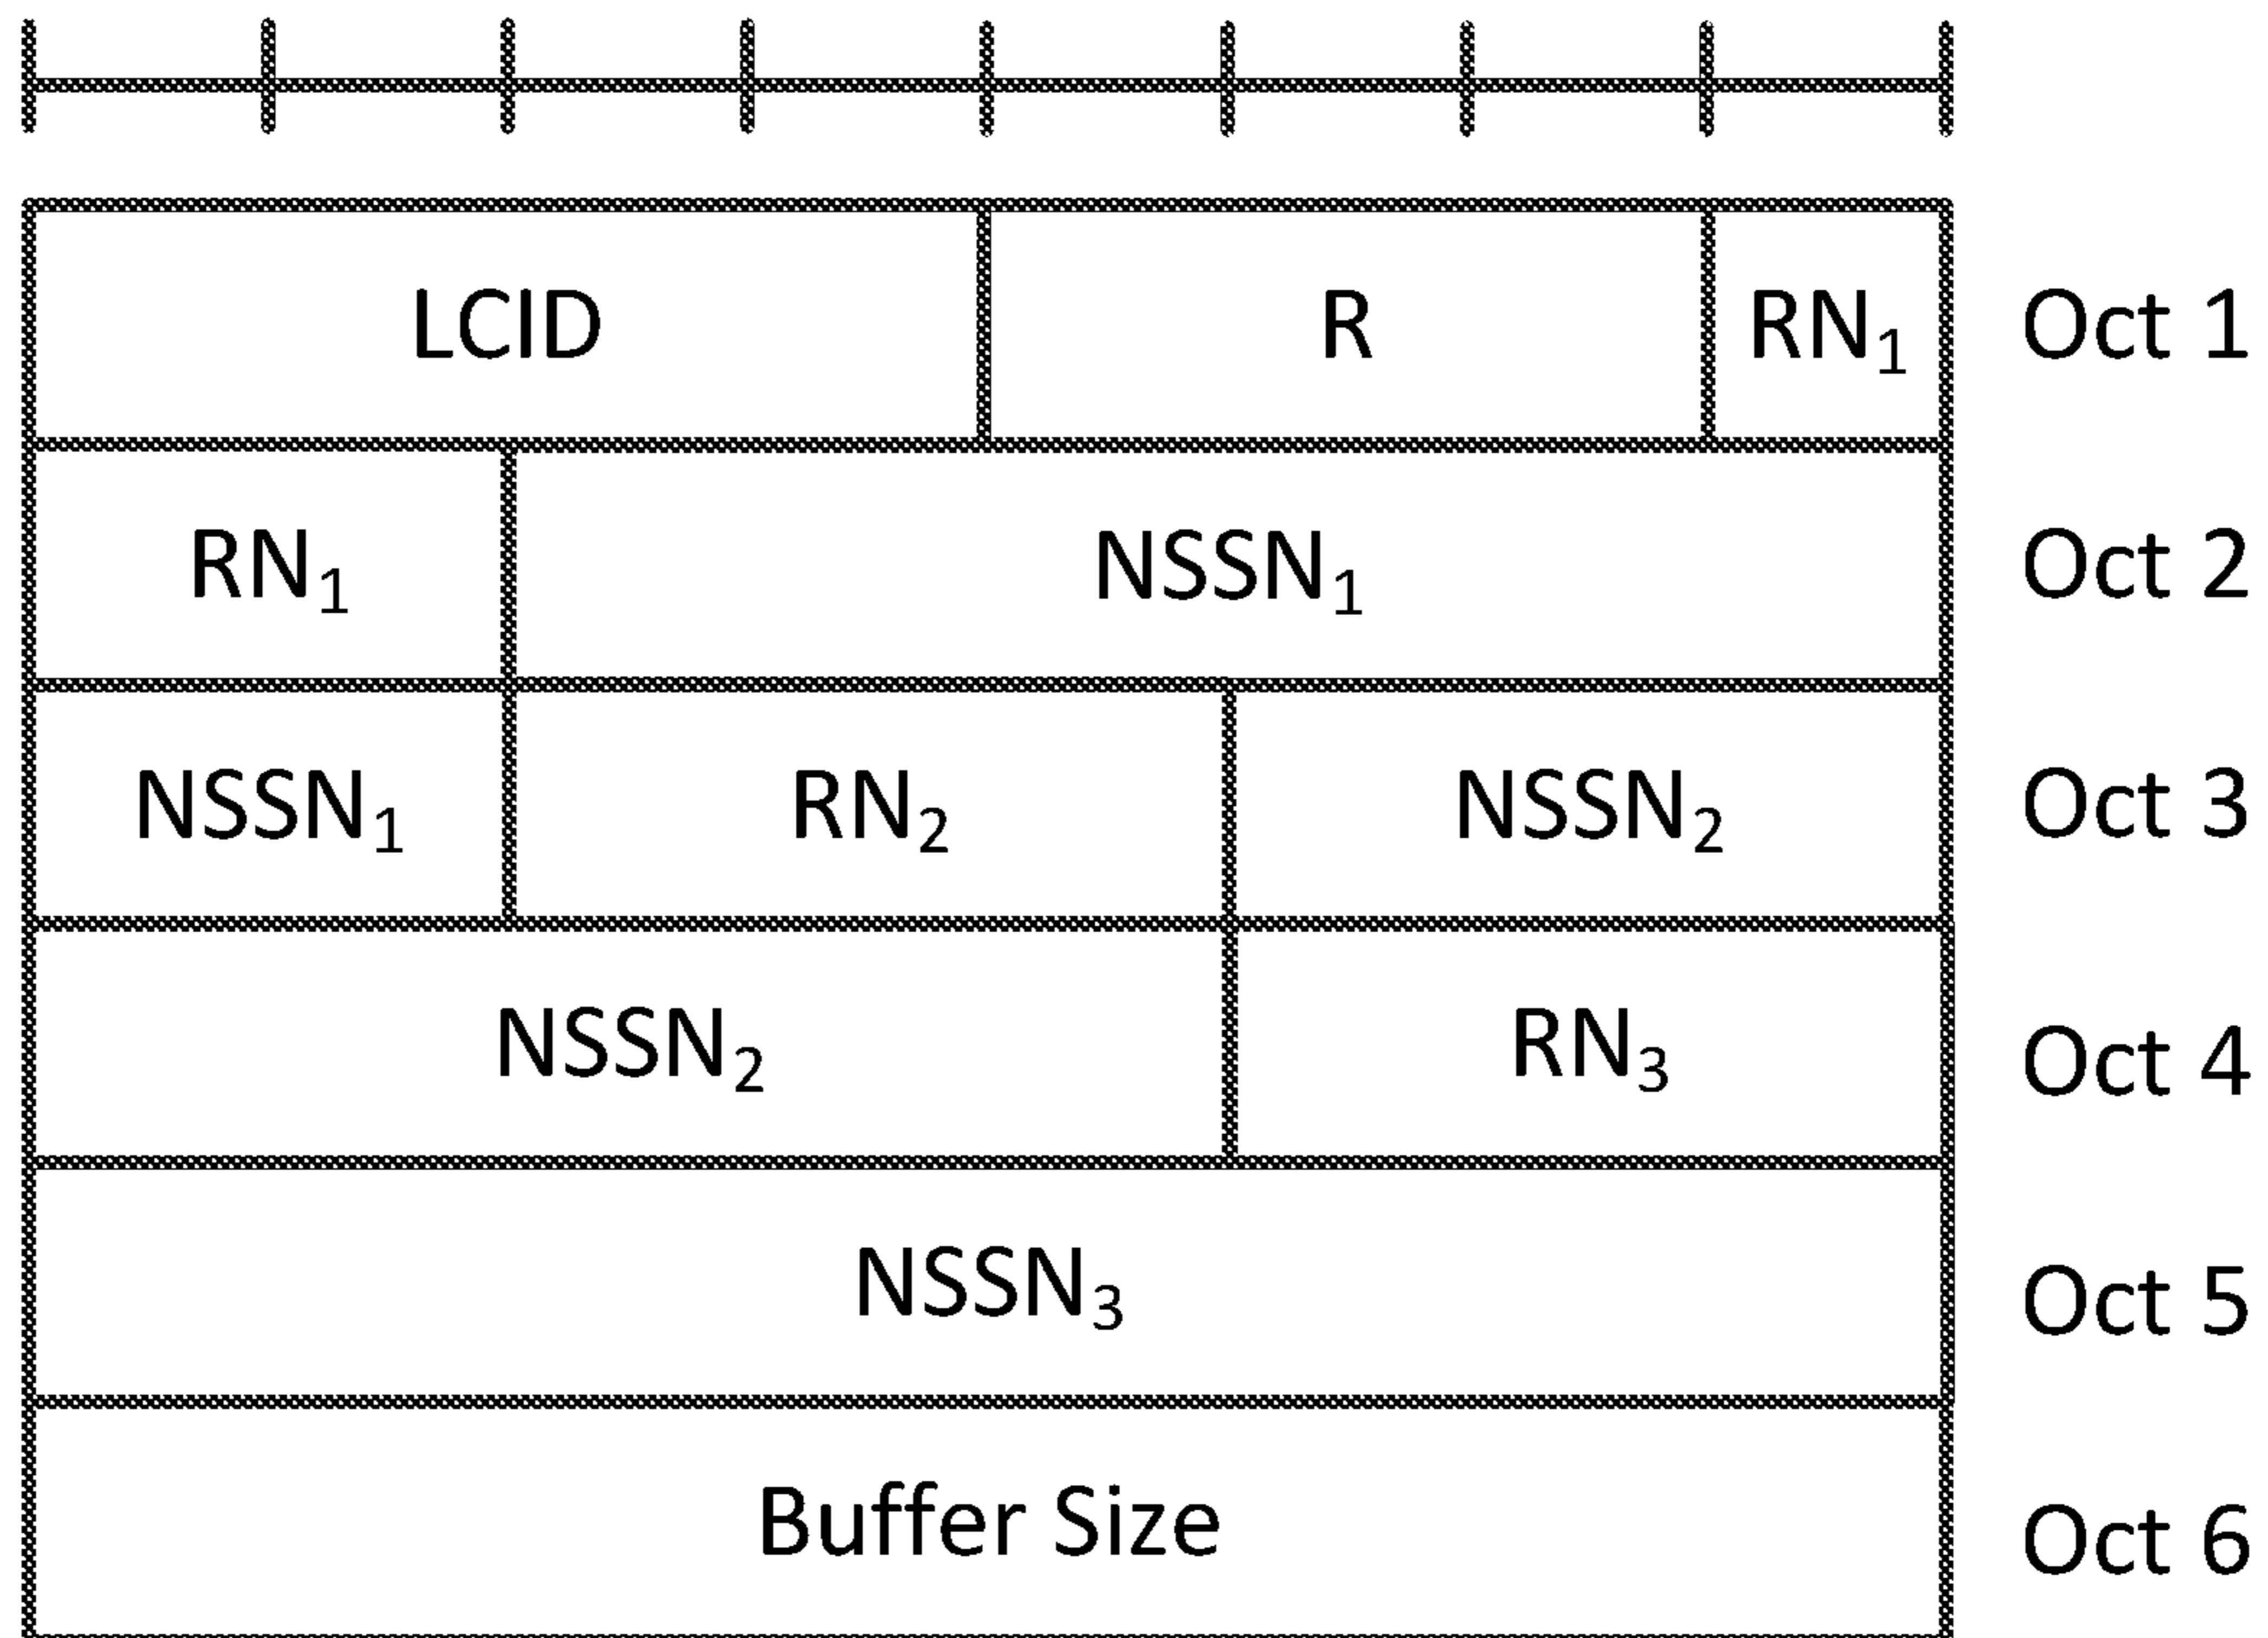 LCID R RN₁ Oct 1
RN₁ NSSN₁ Oct 2
NSSN₁ RN₂ NSSN₂ Oct 3
NSSN₂ RN₃ Oct 4
NSSN₃ Oct 5
Buffer Size Oct 6